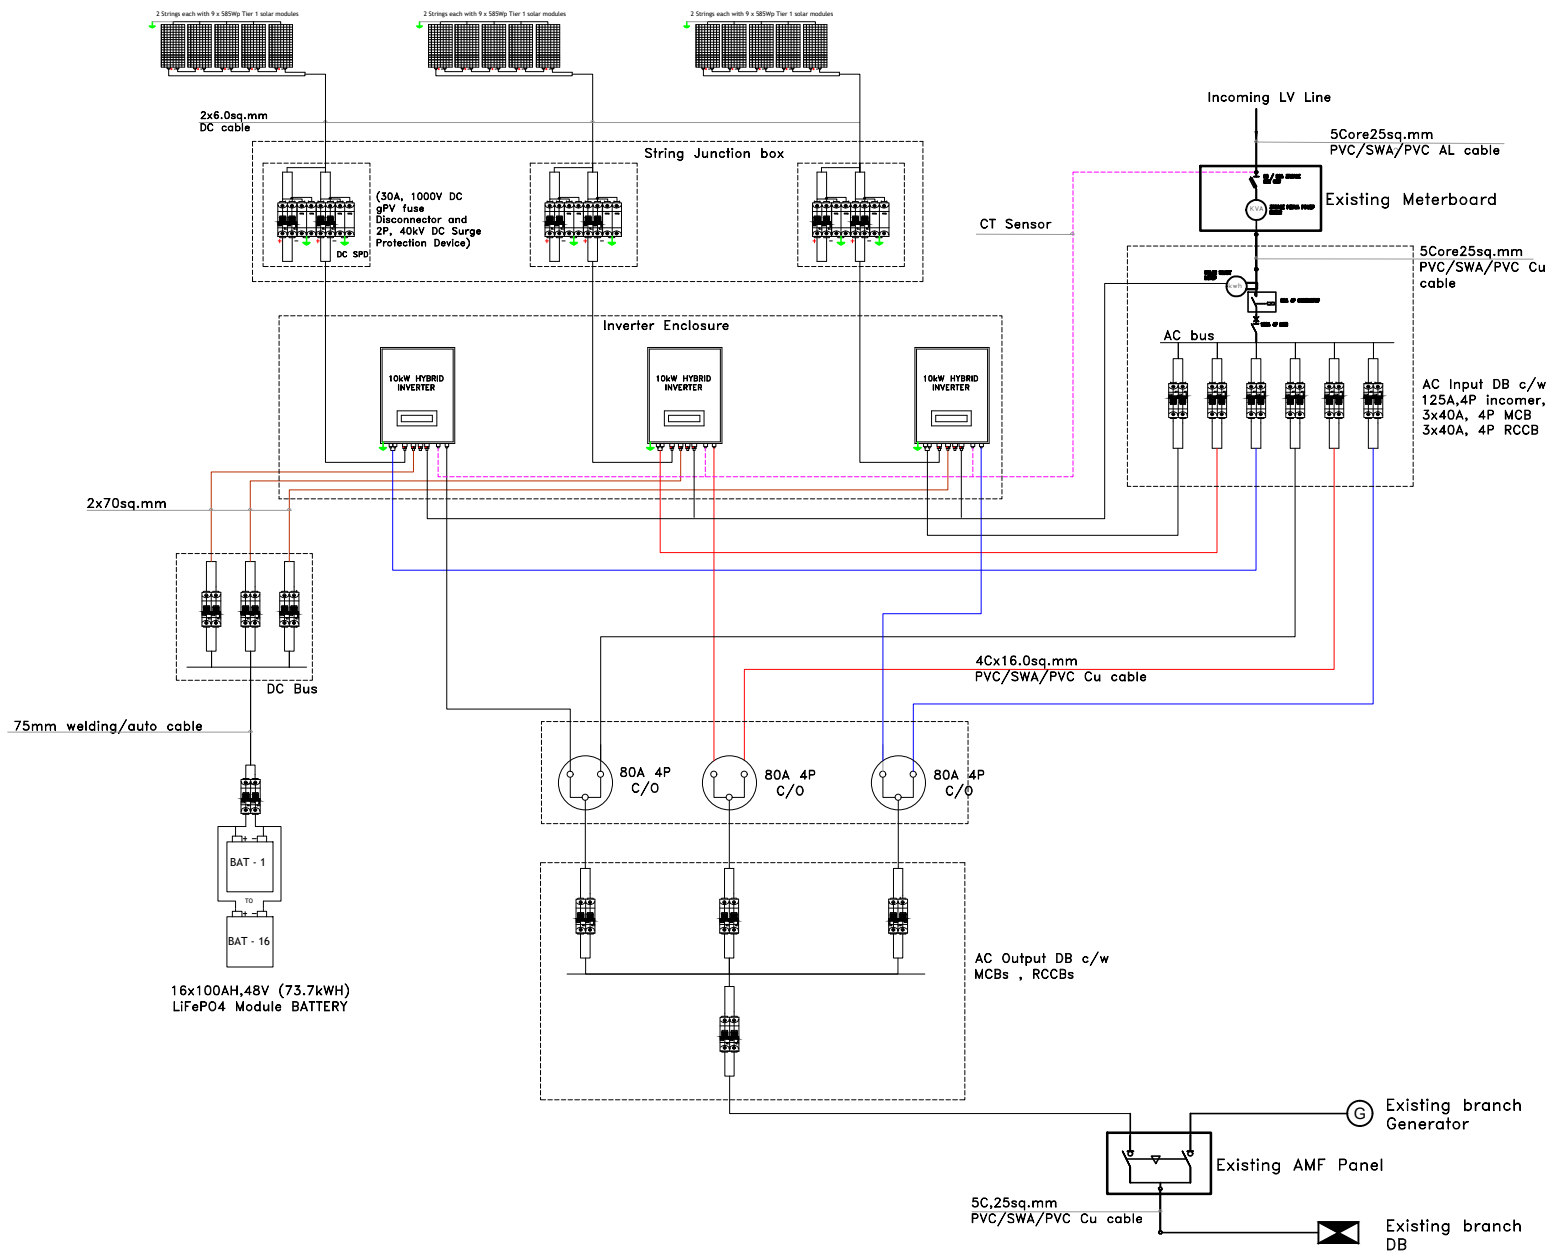 2 Strings each with 9 x 585Wp Tier 1 solar modules
2 Strings each with 9 x 585Wp Tier 1 solar modules
2 Strings each with 9 x 585Wp Tier 1 solar modules
Incoming LV Line
2x6.0sq.mm
DC cable
5Core25sq.mm
PVC/SWA/PVC AL cable
String Junction box
(30A, 1000V DC
gPV fuse
Disconnector and
2P, 40kV DC Surge
Protection Device)
DC SPD
KVA
Existing Meterboard
CT Sensor
5Core25sq.mm
PVC/SWA/PVC Cu
cable
kwh
Inverter Enclosure
AC bus
10kW HYBRID
INVERTER
10kW HYBRID
INVERTER
10kW HYBRID
INVERTER
AC Input DB c/w
125A,4P incomer,
3x40A, 4P MCB
3x40A, 4P RCCB
2x70sq.mm
DC Bus
4Cx16.0sq.mm
PVC/SWA/PVC Cu cable
75mm welding/auto cable
80A 4P
C/O
80A 4P
C/O
80A 4P
C/O
+ -
BAT - 1
TO
+ -
BAT - 16
16x100AH,48V (73.7kWH)
LiFePO4 Module BATTERY
AC Output DB c/w
MCBs , RCCBs
G
Existing branch
Generator
Existing AMF Panel
5C,25sq.mm
PVC/SWA/PVC Cu cable
Existing branch
DB